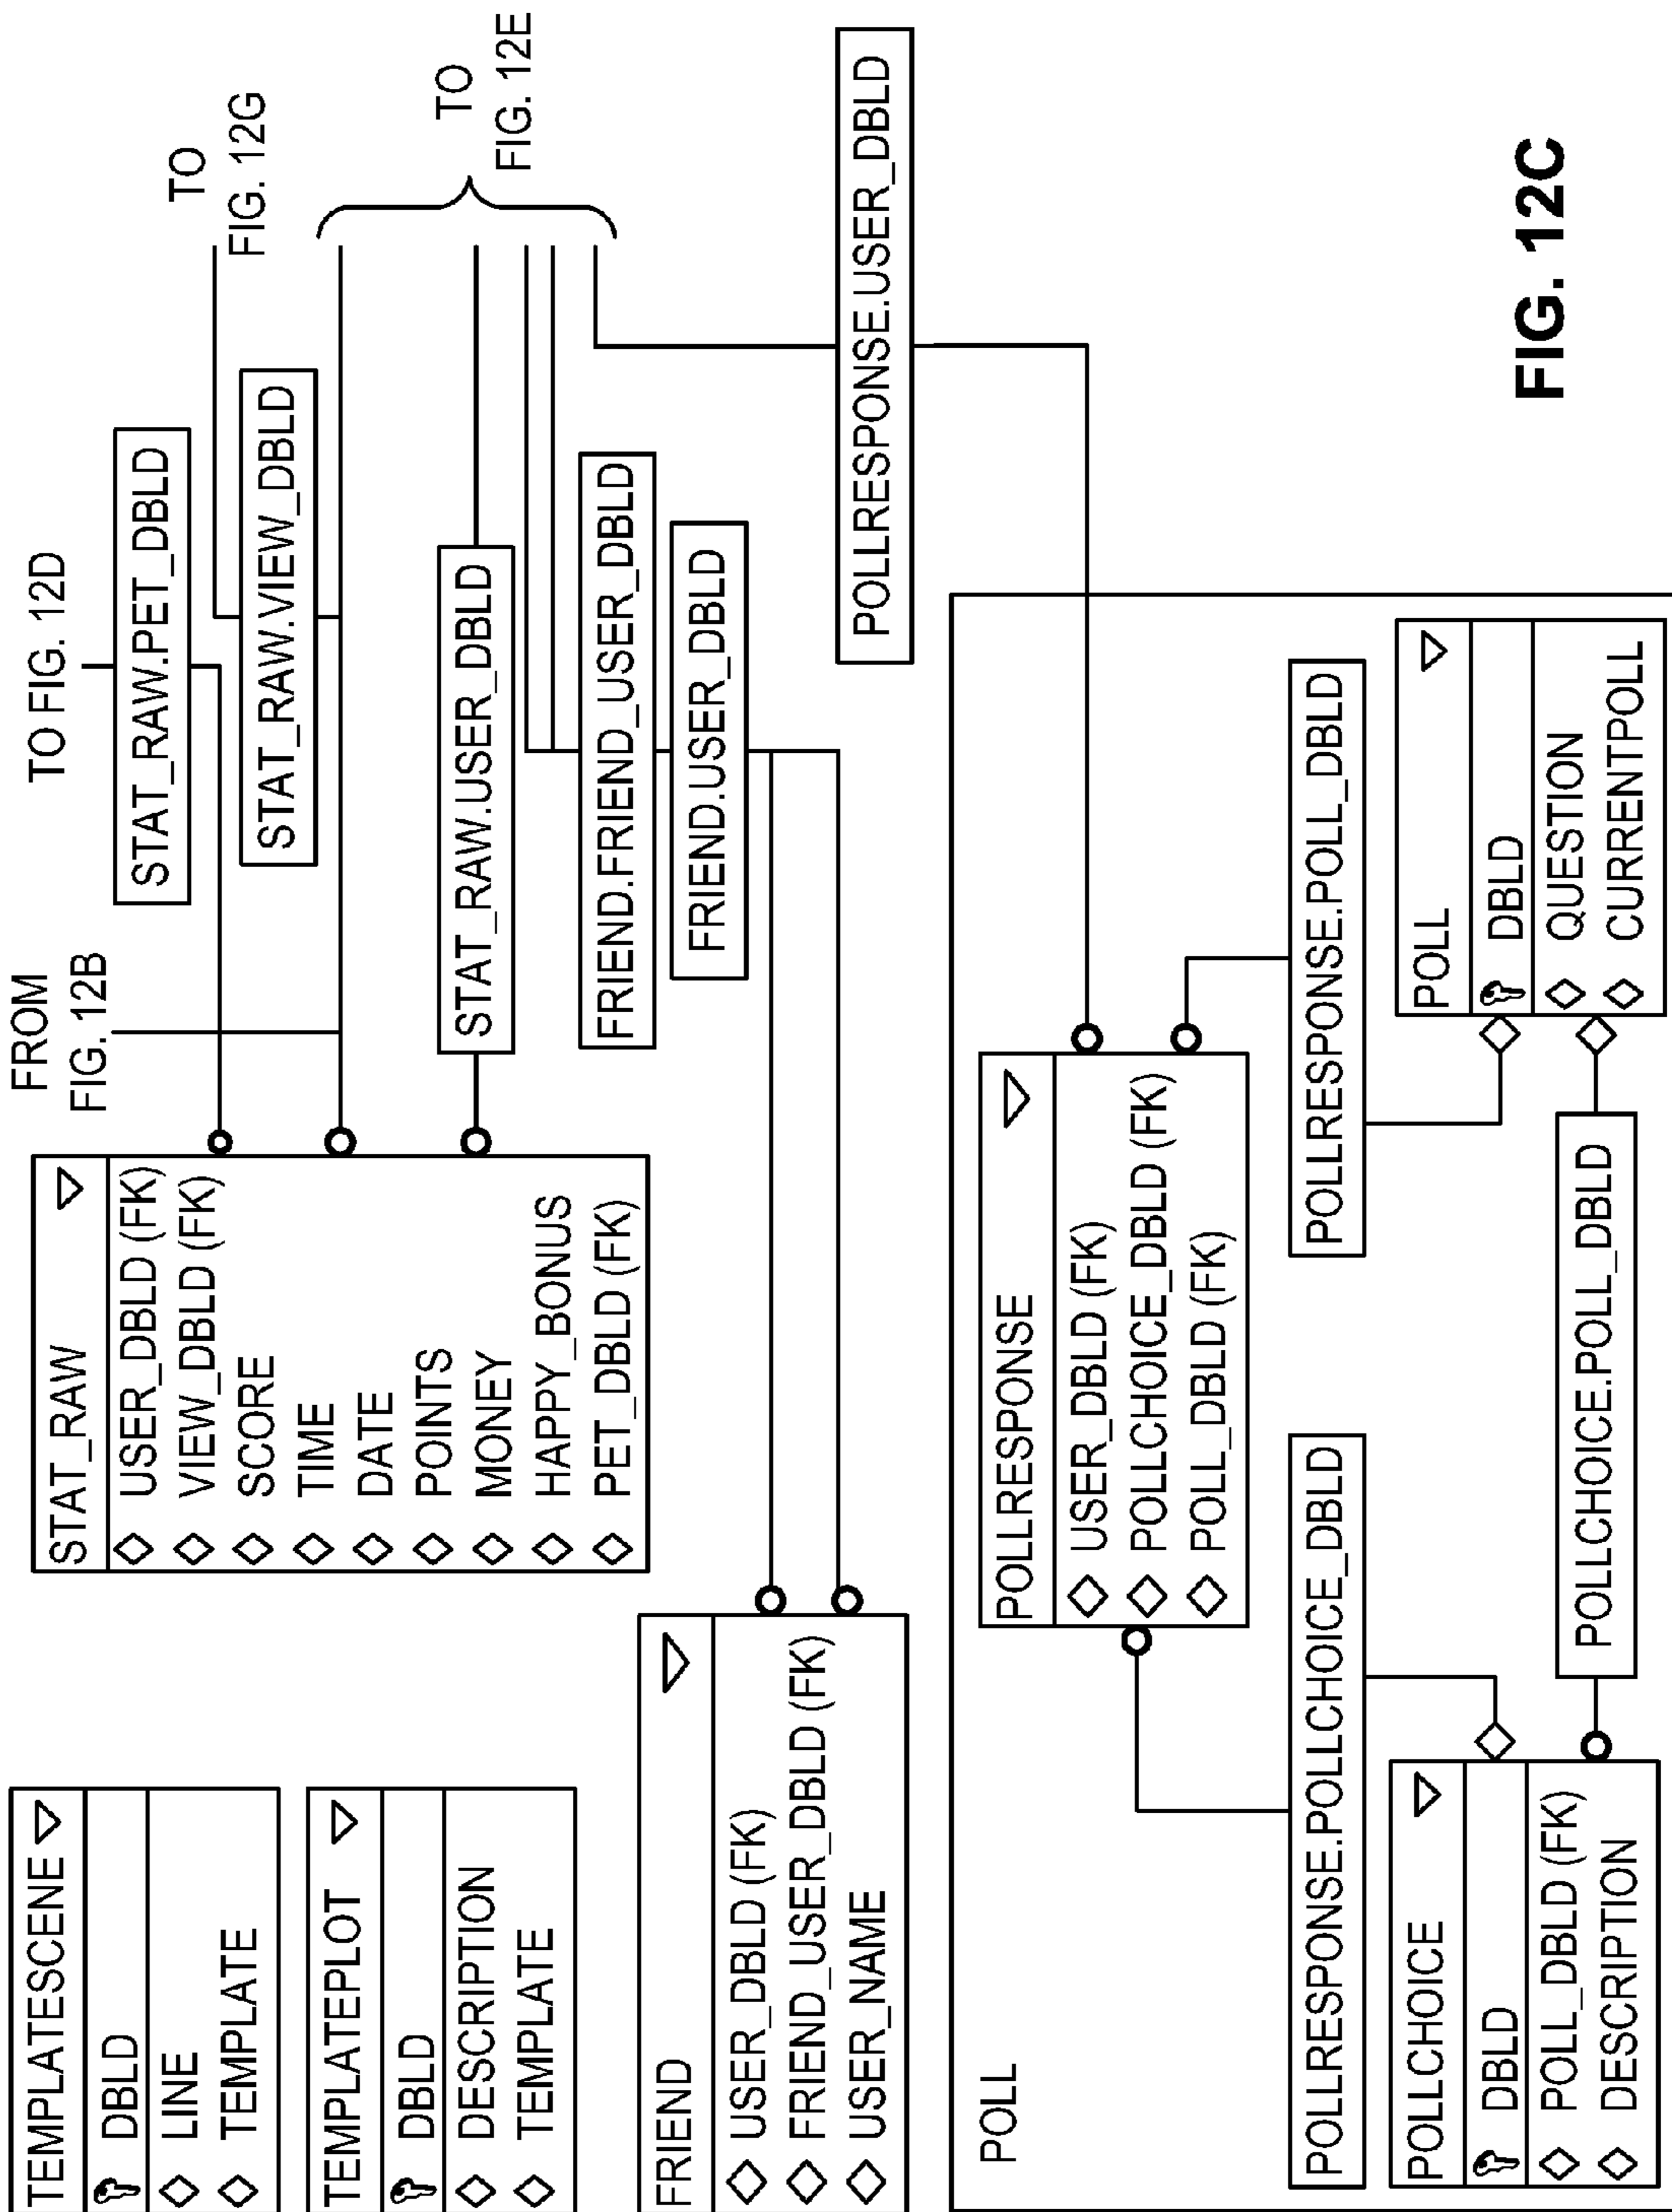 TEMPLATESCENE
DBLD
LINE
TEMPLATE
TEMPLATEPLOT
DBLD
DESCRIPTION
TEMPLATE
STAT_RAW
USER_DBLD (FK)
VIEW_DBLD (FK)
SCORE
TIME
DATE
POINTS
MONEY
HAPPY_BONUS
PET_DBLD (FK)
FROM
FIG. 12B
TO FIG. 12D
STAT_RAW.PET_DBLD
STAT_RAW.VIEW_DBLD
TO
FIG. 12G
STAT_RAW.USER_DBLD
TO
FIG. 12E
FRIEND.FRIEND_USER_DBLD
FRIEND.USER_DBLD
FRIEND
USER_DBLD (FK)
FRIEND_USER_DBLD (FK)
USER_NAME
POLLRESPONSE.USER_DBLD
POLL
POLLRESPONSE
USER_DBLD (FK)
POLLCHOICE_DBLD (FK)
POLL_DBLD (FK)
POLLRESPONSE.POLLCHOICE_DBLD
POLLRESPONSE.POLL_DBLD
POLLCHOICE
DBLD
POLL_DBLD (FK)
DESCRIPTION
POLLCHOICE.POLL_DBLD
POLL
DBLD
QUESTION
CURRENTPOLL
FIG. 12C